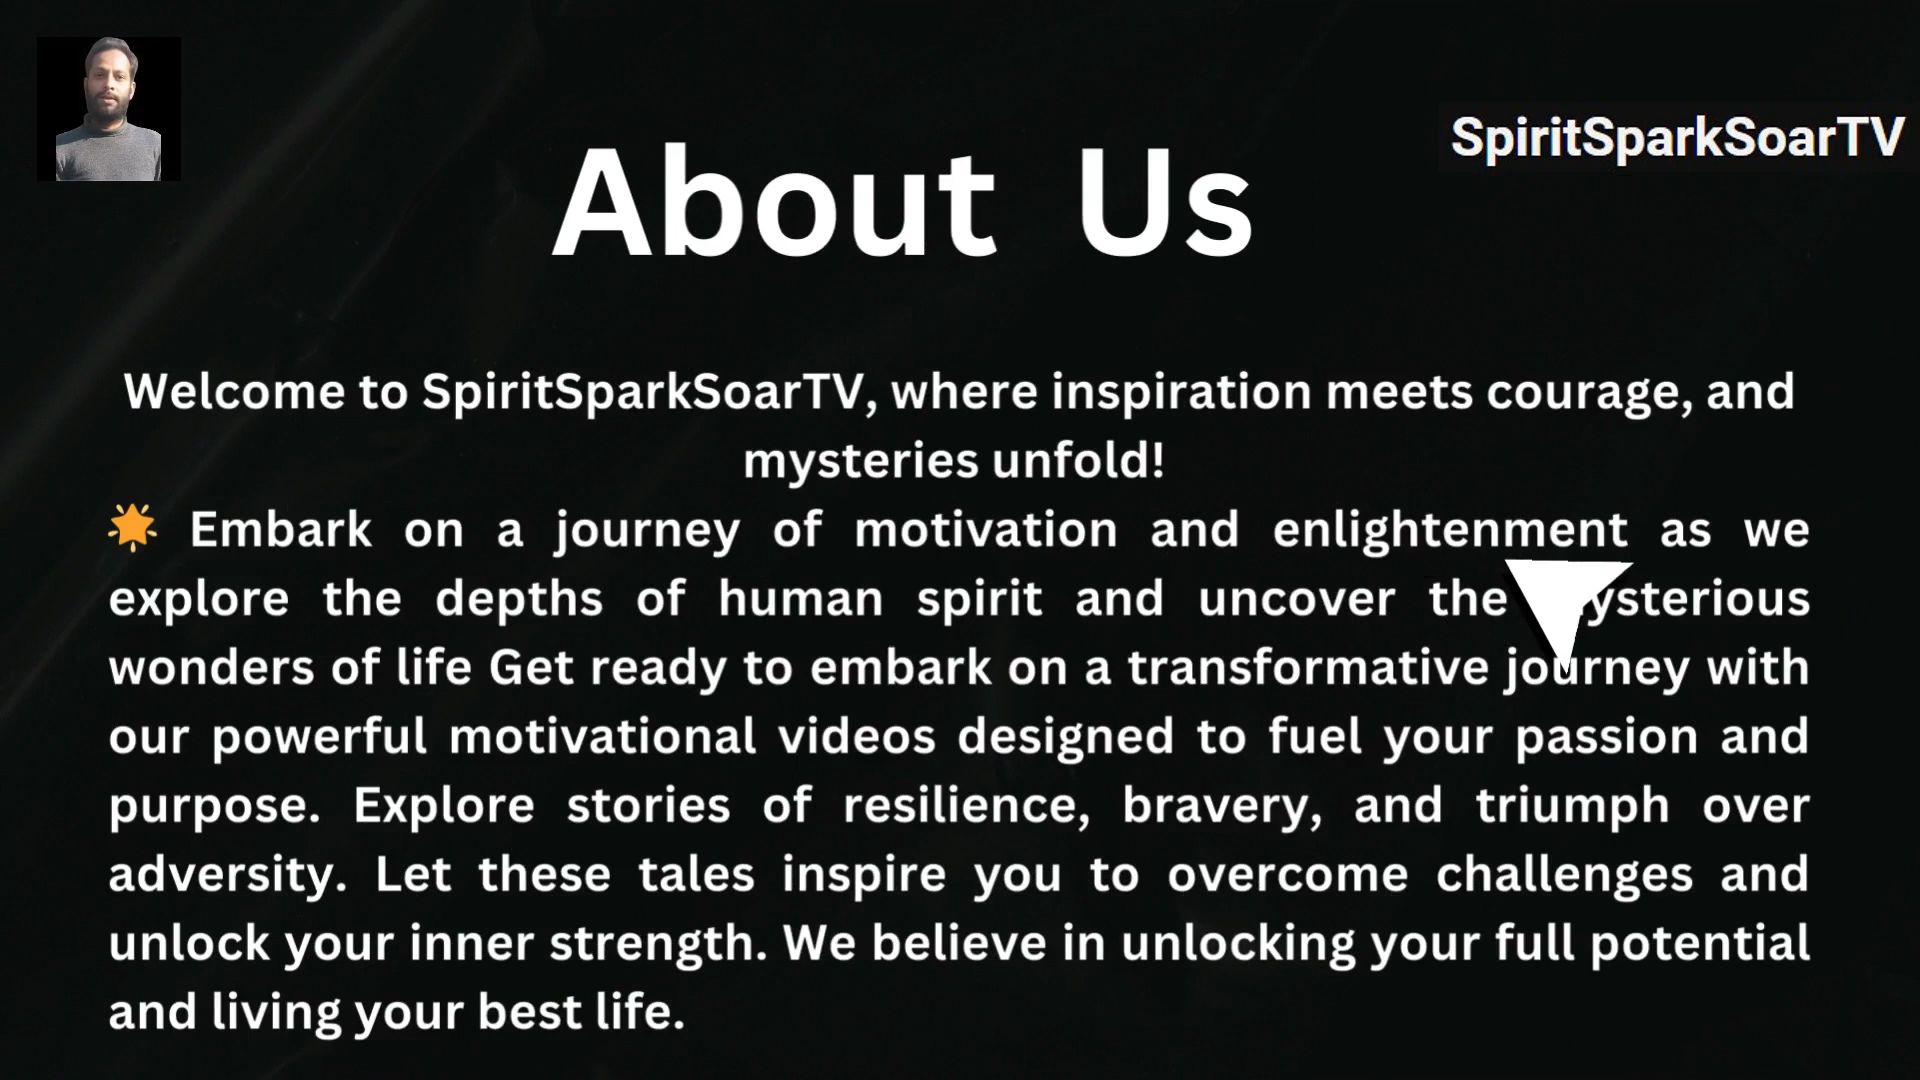 SpiritSparkSoarTV
About Us
Welcome to SpiritSparkSoarTV, where inspiration meets courage, and
mysteries unfold!
🌟 Embark on a journey of motivation and enlightenment as we
explore the depths of human spirit and uncover the ysterious
wonders of life Get ready to embark on a transformative journey with
our powerful motivational videos designed to fuel your passion and
purpose. Explore stories of resilience, bravery, and triumph over
adversity. Let these tales inspire you to overcome challenges and
unlock your inner strength. We believe in unlocking your full potential
and living your best life.